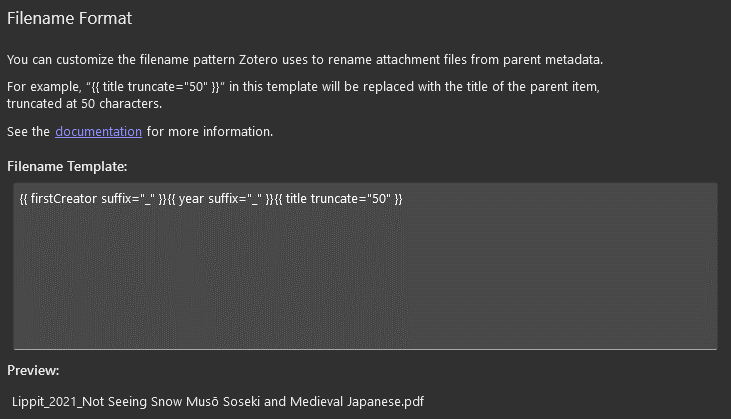 Filename Format
You can customize the filename pattern Zotero uses to rename attachment files from parent metadata.
For example, "{{ title truncate="50" }}" in this template will be replaced with the title of the parent item,
truncated at 50 characters.
See the documentation for more information.
Filename Template:
{{ firstCreator suffix="_" }}{{ year suffix="_" }}{{ title truncate="50" }}
Preview:
Lippit_2021_Not Seeing Snow Musō Soseki and Medieval Japanese.pdf